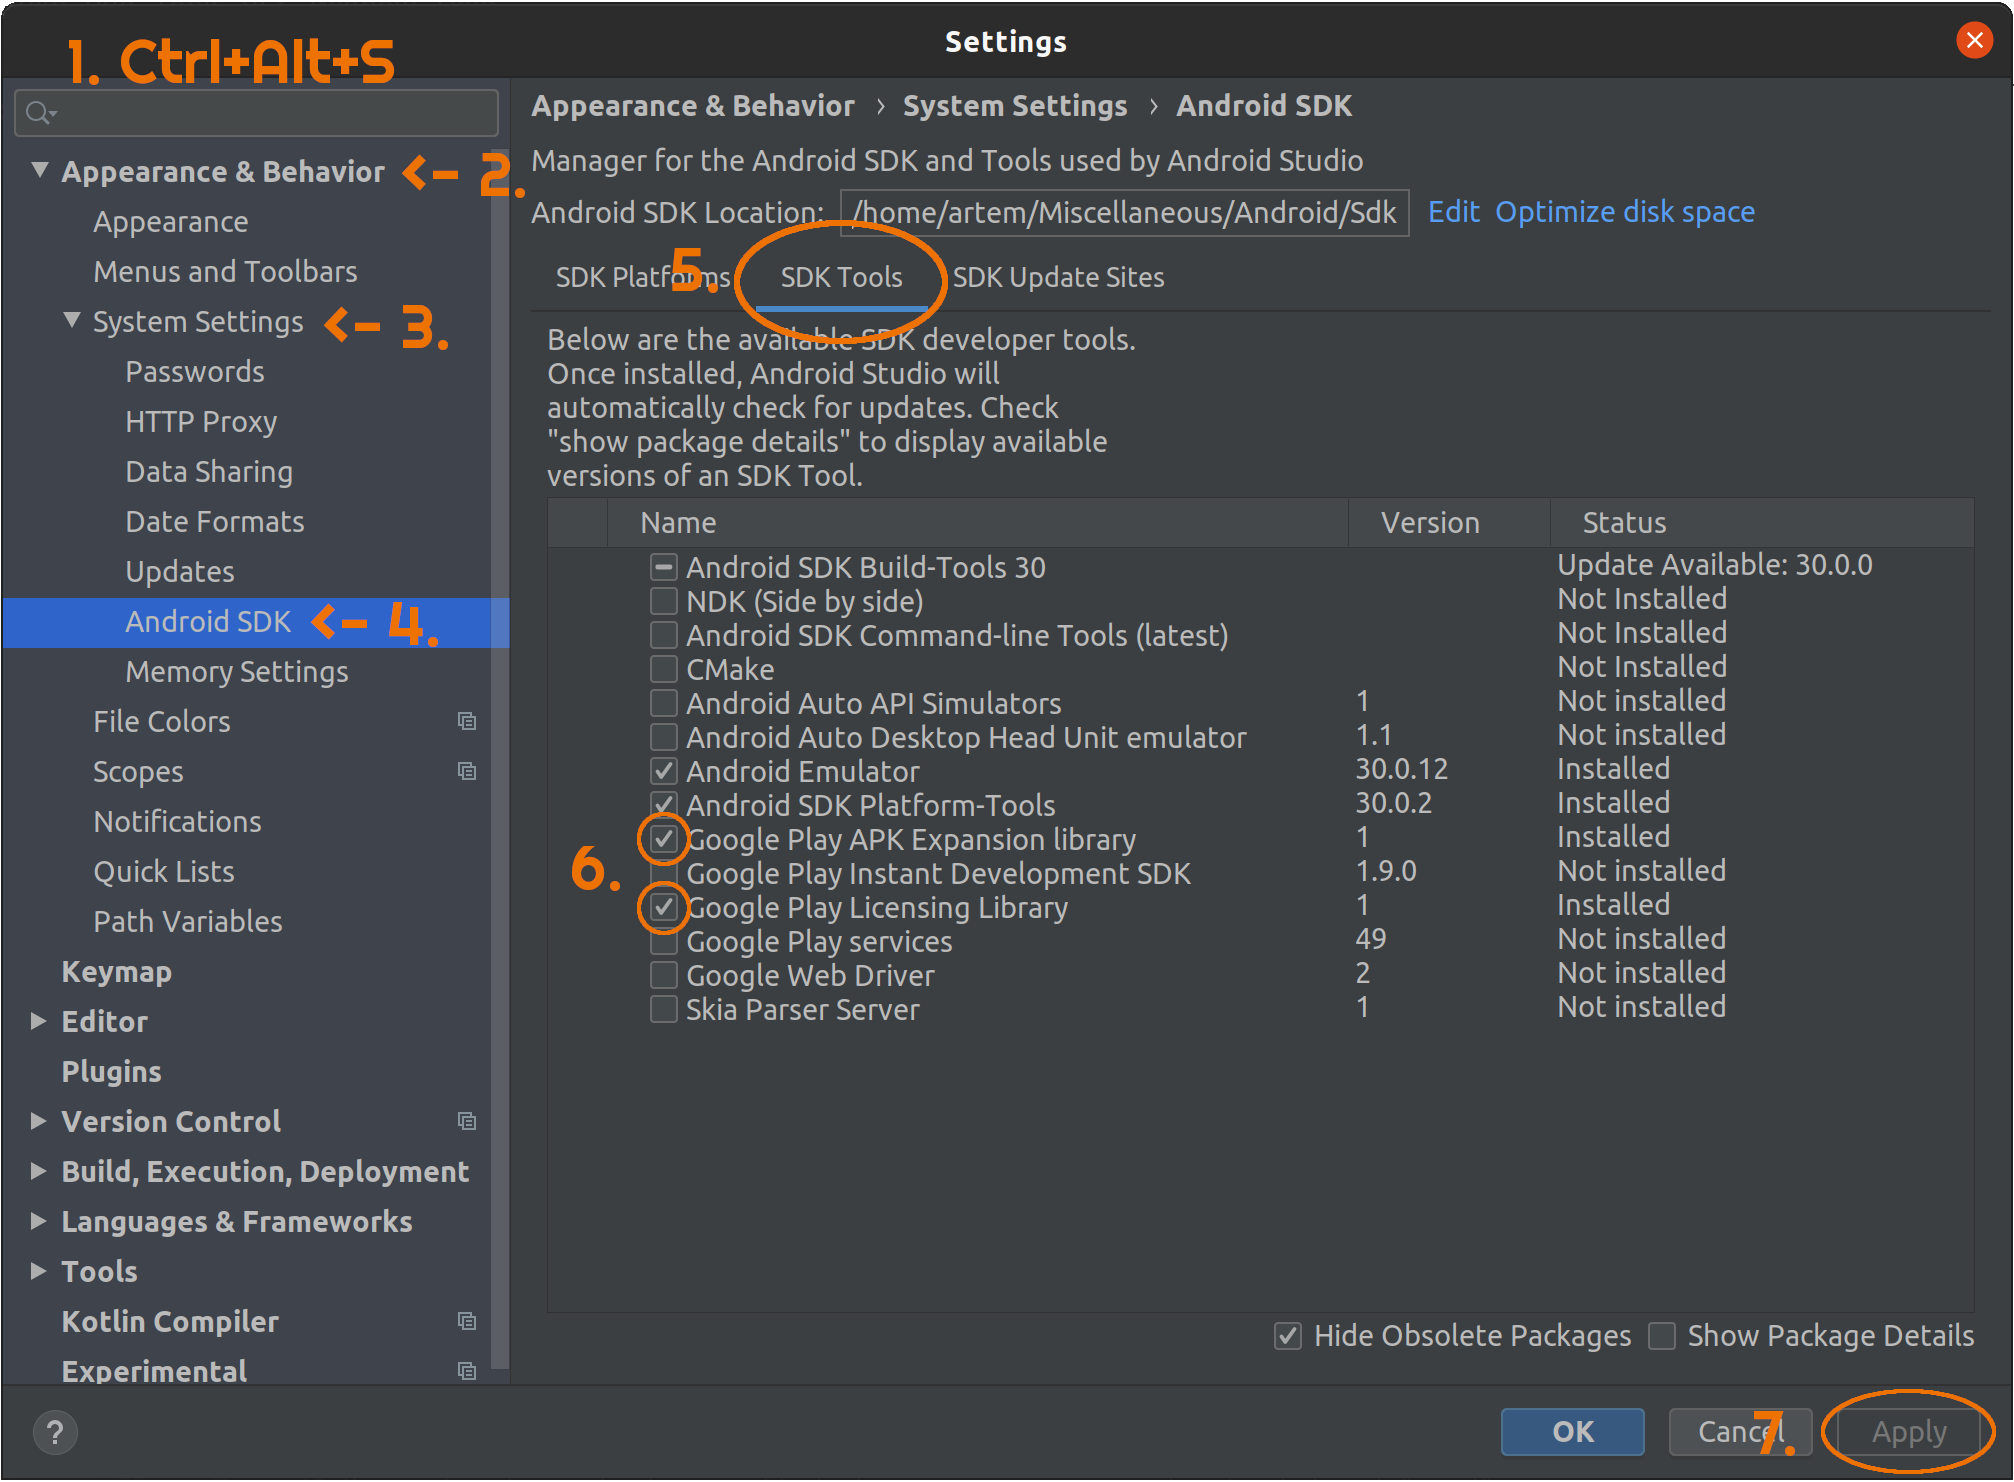 Settings
1. Ctrl+Alt+S
Appearance & Behavior <- 2.
Appearance
Menus and Toolbars
System Settings <- 3.
Passwords
HTTP Proxy
Data Sharing
Date Formats
Updates
Android SDK <- 4.
Memory Settings
File Colors
Scopes
Notifications
Quick Lists
Path Variables
Keymap
Editor
Plugins
Version Control
Build, Execution, Deployment
Languages & Frameworks
Tools
Kotlin Compiler
Experimental
Appearance & Behavior › System Settings › Android SDK
Manager for the Android SDK and Tools used by Android Studio
Android SDK Location: /home/artem/Miscellaneous/Android/Sdk Edit Optimize disk space
SDK Platforms 5. SDK Tools SDK Update Sites
Below are the available SDK developer tools.
Once installed, Android Studio will
automatically check for updates. Check
"show package details" to display available
versions of an SDK Tool.
Name Version Status
Android SDK Build-Tools 30 Update Available: 30.0.0
NDK (Side by side) Not Installed
Android SDK Command-line Tools (latest) Not Installed
CMake Not Installed
Android Auto API Simulators 1 Not installed
Android Auto Desktop Head Unit emulator 1.1 Not installed
Android Emulator 30.0.12 Installed
Android SDK Platform-Tools 30.0.2 Installed
Google Play APK Expansion library 1 Installed
6. Google Play Instant Development SDK 1.9.0 Not installed
Google Play Licensing Library 1 Installed
Google Play services 49 Not installed
Google Web Driver 2 Not installed
Skia Parser Server 1 Not installed
Hide Obsolete Packages Show Package Details
? OK Cancel 7. Apply